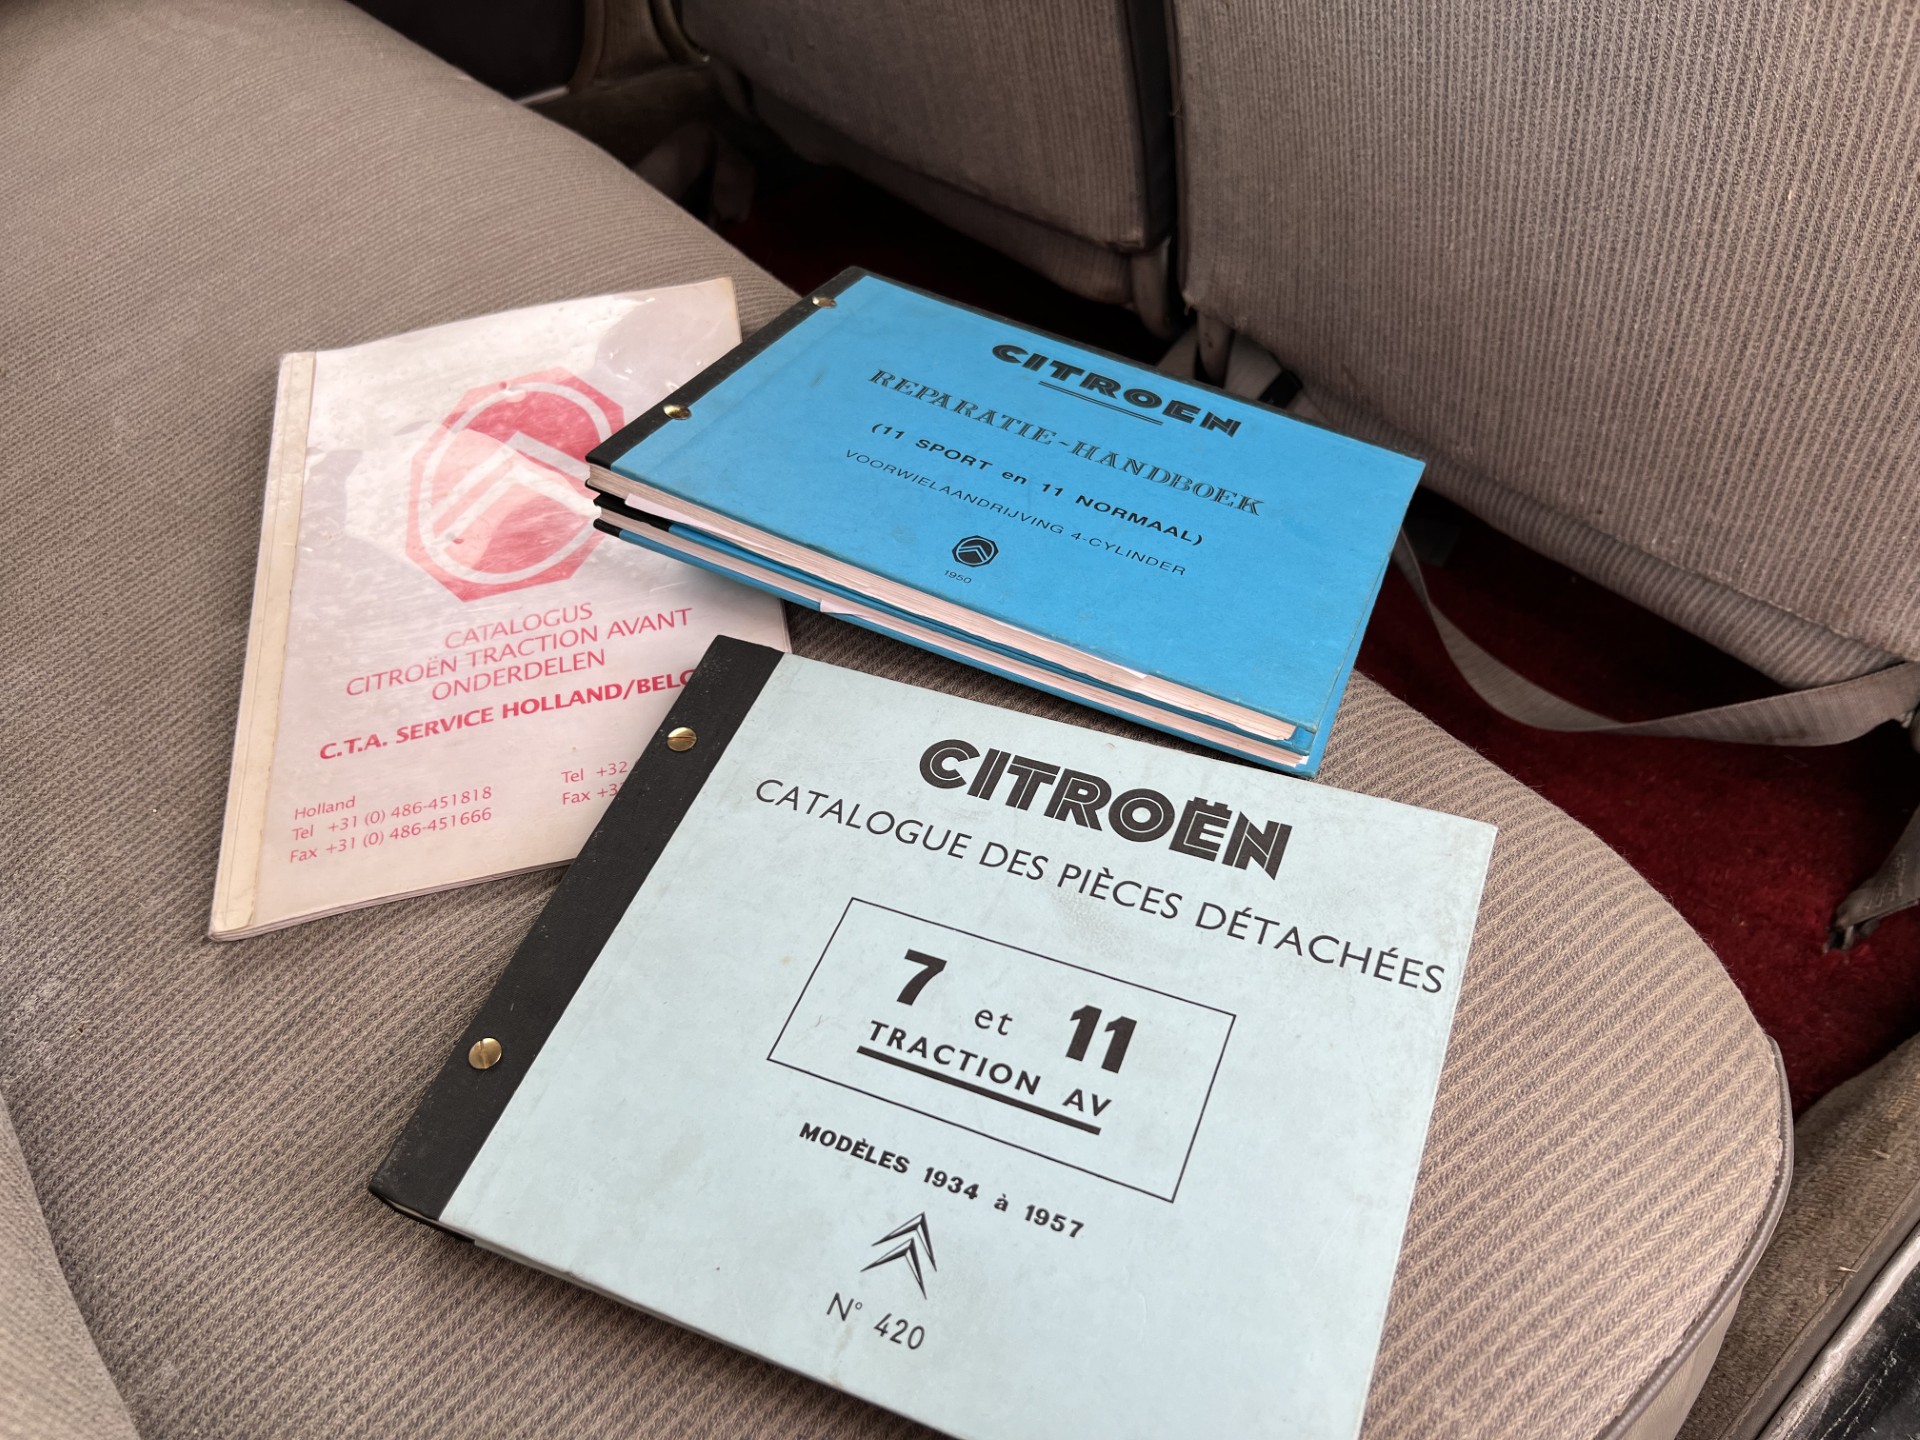 CATALOGUS
CITROËN TRACTION AVANT
ONDERDELEN
C.T.A. SERVICE HOLLAND/
Holland
Tel +31 (0) 486-451818
Fax +31 (0) 486-451666
Tel +32
Fax
CITROËN
REPARATIE-HANDBOEK
(11 SPORT en 11 NORMAAL)
VOORWIELAANDRIJVING 4-CYLINDER
1950
CITROËN
CATALOGUE DES PIÈCES DÉTACHÉES
7 et 11
TRACTION AV
MODÈLES 1934 à 1957
N° 420